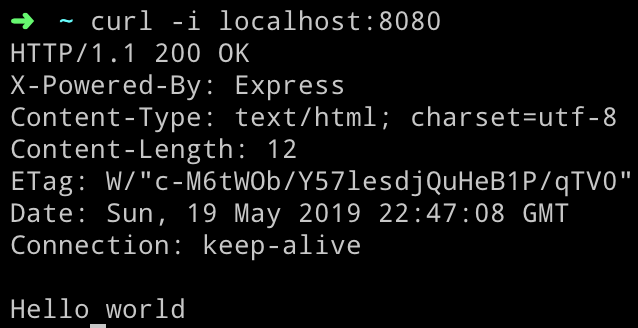 ➜ ~ curl -i localhost:8080
HTTP/1.1 200 OK
X-Powered-By: Express
Content-Type: text/html; charset=utf-8
Content-Length: 12
ETag: W/"c-M6tWOb/Y57lesdjQuHeB1P/qTV0"
Date: Sun, 19 May 2019 22:47:08 GMT
Connection: keep-alive

Hello world